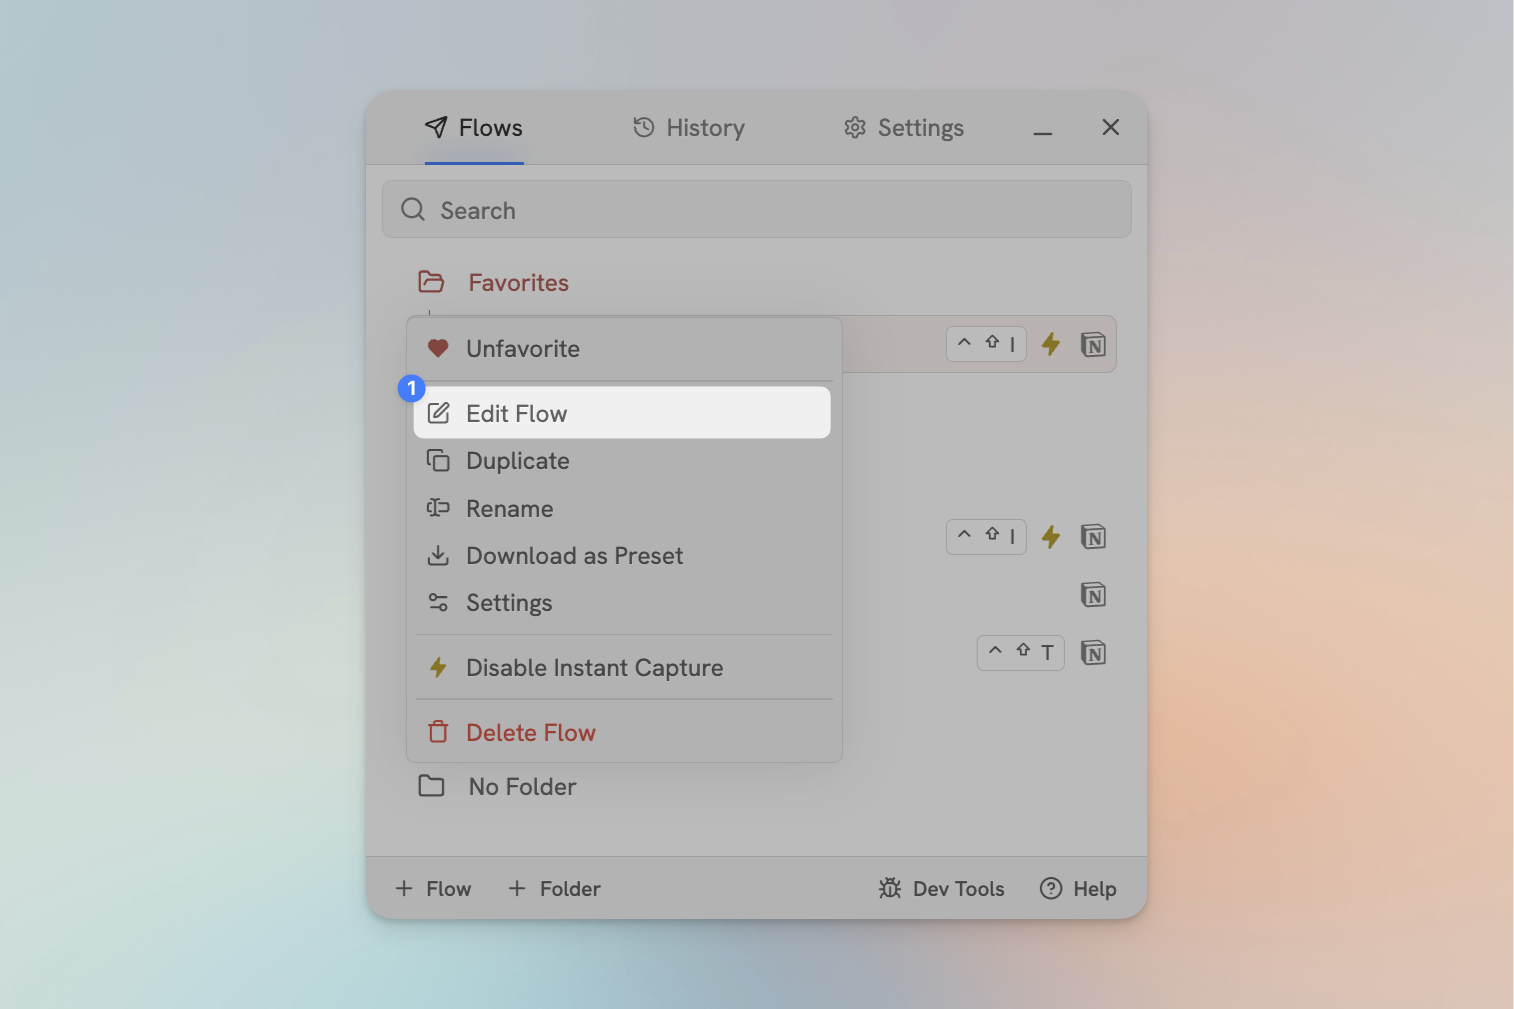 Flows History Settings
Search
Favorites
Unfavorite
^ ⇧ I
1
Edit Flow
Duplicate
Rename
^ ⇧ I
Download as Preset
Settings
^ ⇧ T
Disable Instant Capture
Delete Flow
No Folder
+ Flow + Folder Dev Tools Help